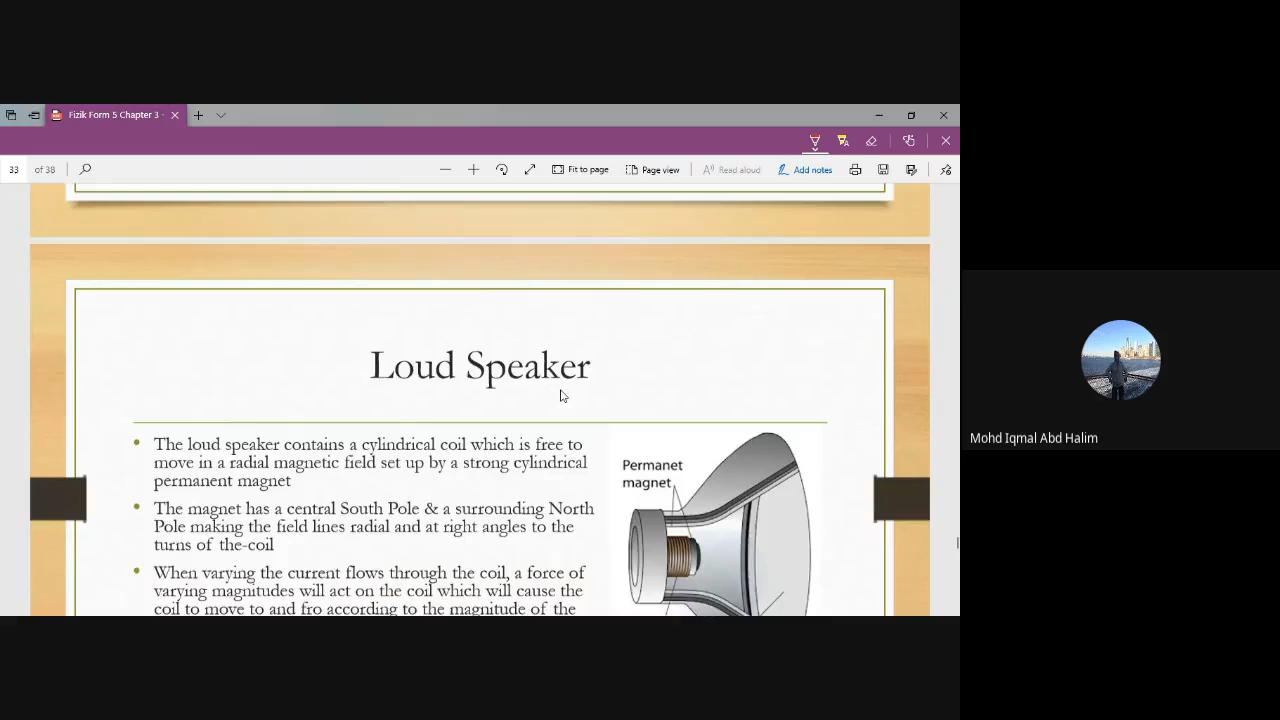 Fizik Form 5 Chapter 3 -
33 of 38
Fit to page
Page view
Read aloud
Add notes
Loud Speaker
• The loud speaker contains a cylindrical coil which is free to
move in a radial magnetic field set up by a strong cylindrical
permanent magnet
• The magnet has a central South Pole & a surrounding North
Pole making the field lines radial and at right angles to the
turns of the-coil
• When varying the current flows through the coil, a force of
varying magnitudes will act on the coil which will cause the
coil to move to and fro according to the magnitude of the
Permanet
magnet
Mohd Iqmal Abd Halim